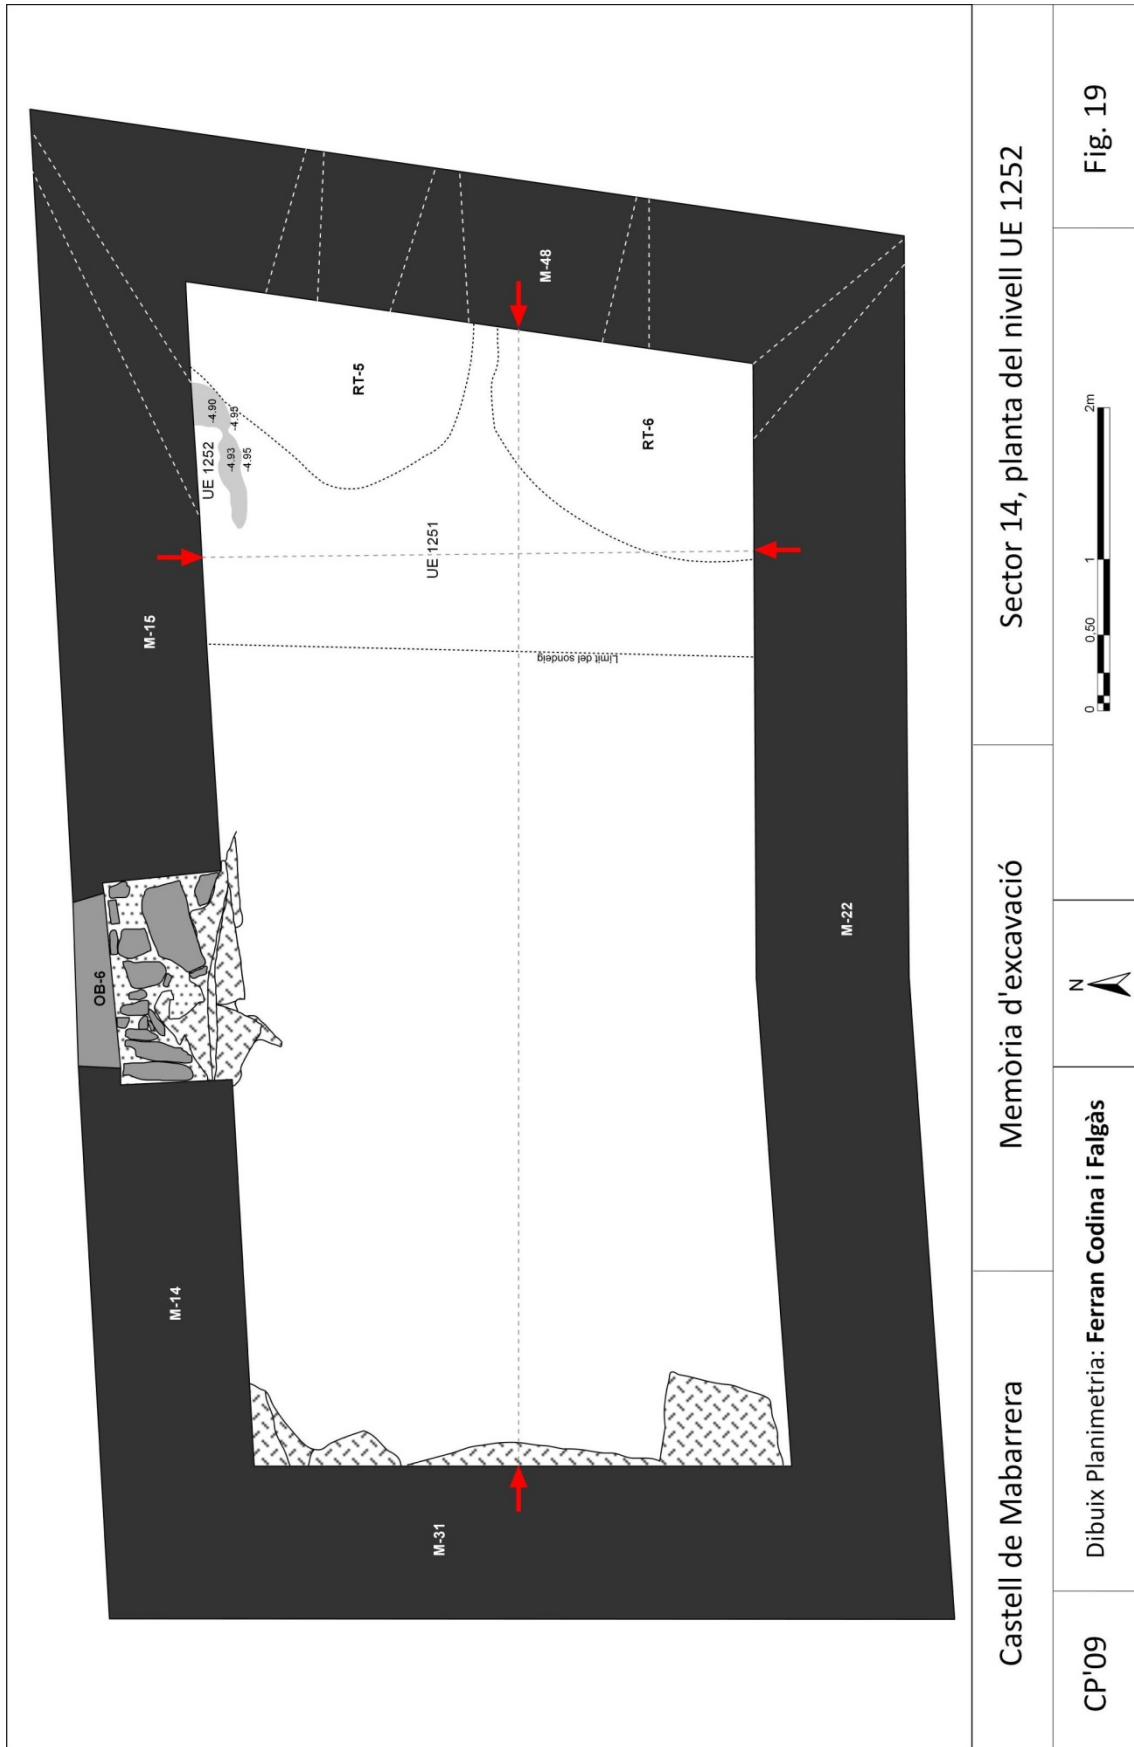 M-15
M-14
OB-6
M-48
M-31
M-22
RT-5
RT-6
UE 1252
-4.90
-4.95
-4.93
-4.95
UE 1251
Límit del sondeig
Castell de Mabarrera
Memòria d'excavació
Sector 14, planta del nivell UE 1252
CP'09
Dibuix Planimetria: Ferran Codina i Falgàs
N
0 0,50 1 2m
Fig. 19